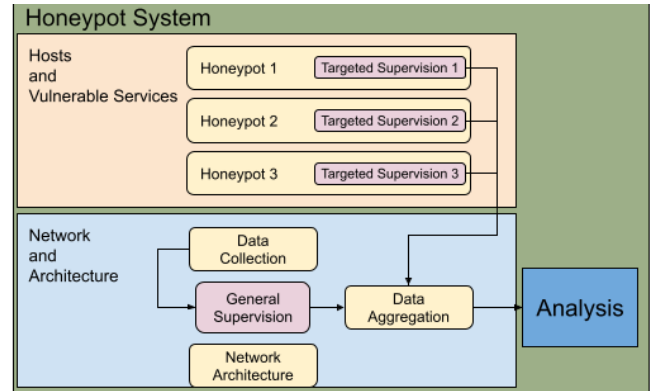 Honeypot System
Hosts
and
Vulnerable Services
Honeypot 1
Targeted Supervision 1
Honeypot 2
Targeted Supervision 2
Honeypot 3
Targeted Supervision 3
Network
and
Architecture
Data
Collection
General
Supervision
Data
Aggregation
Network
Architecture
Analysis